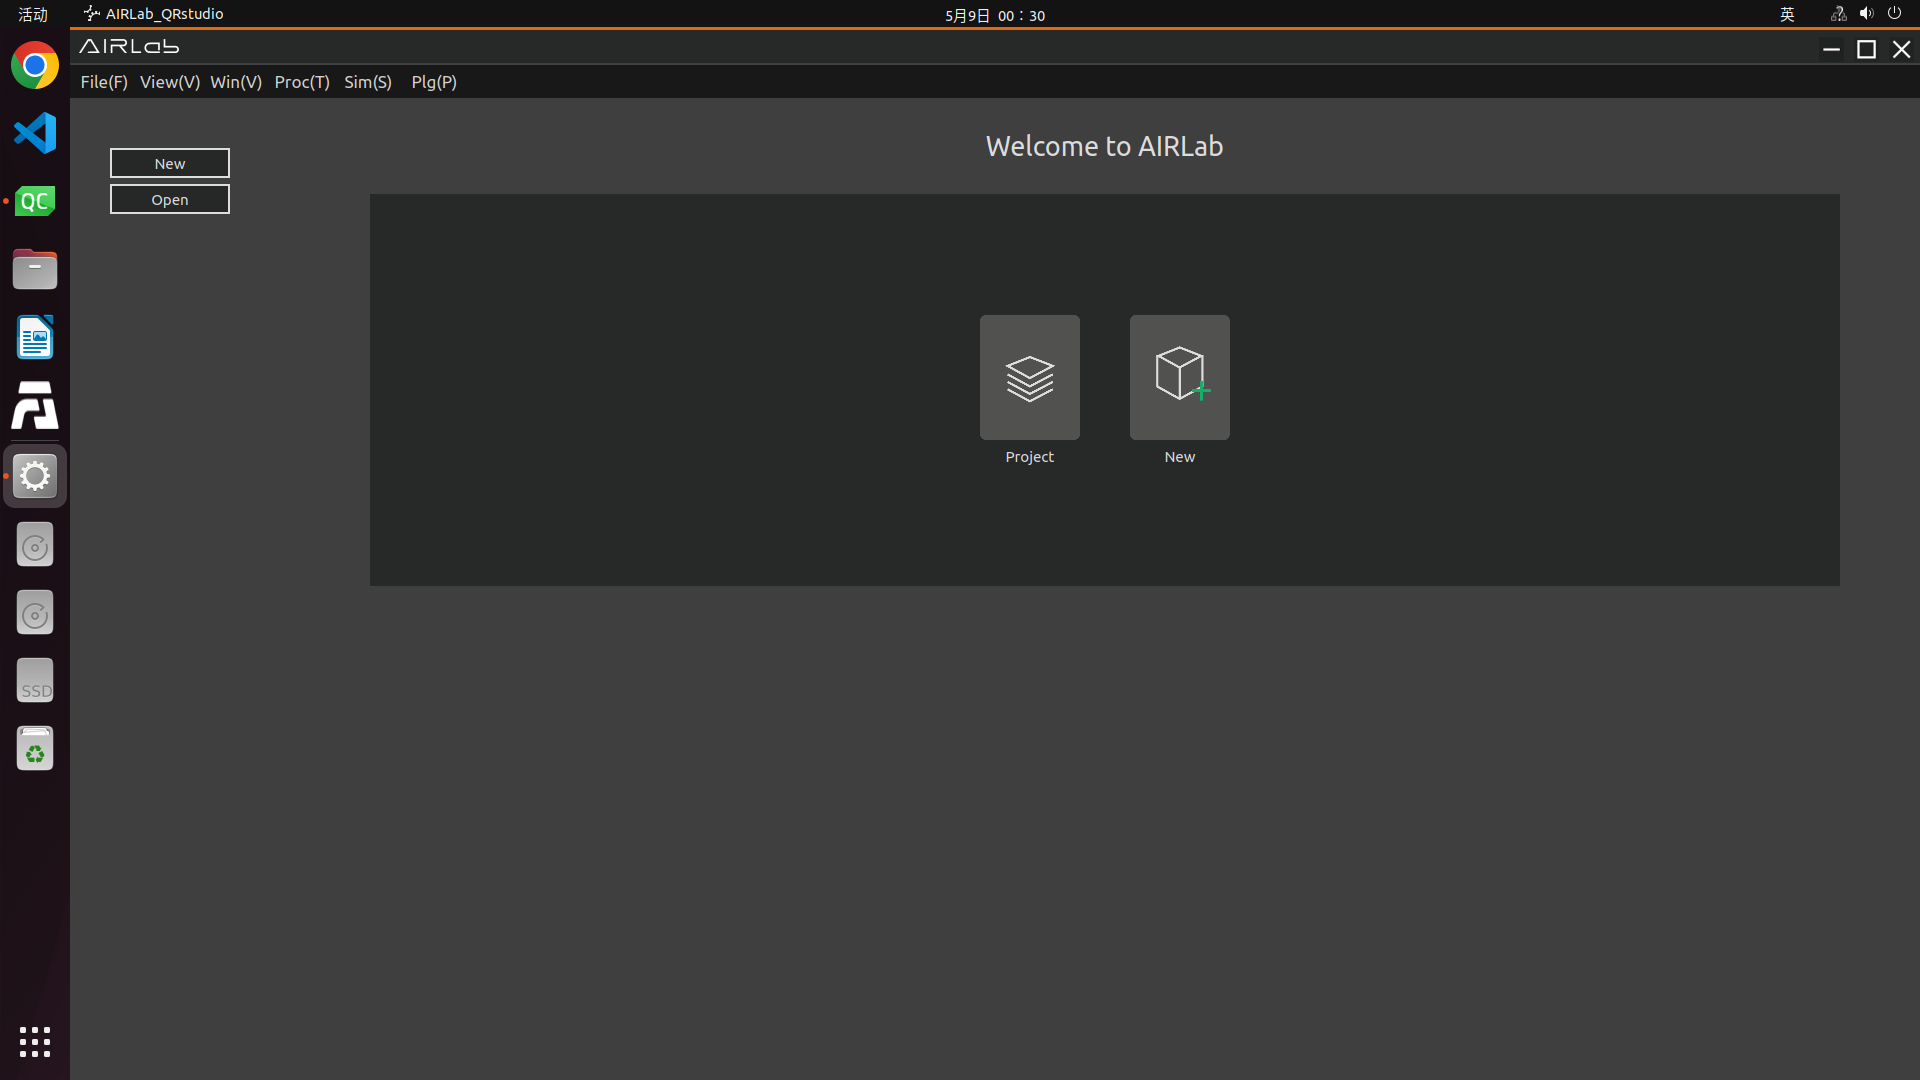 活动 AIRLab_QRstudio 5月9日 00:30 英
AIRLab
File(F) View(V) Win(V) Proc(T) Sim(S) Plg(P)
Welcome to AIRLab
New
Open
QC
Project New
SSD